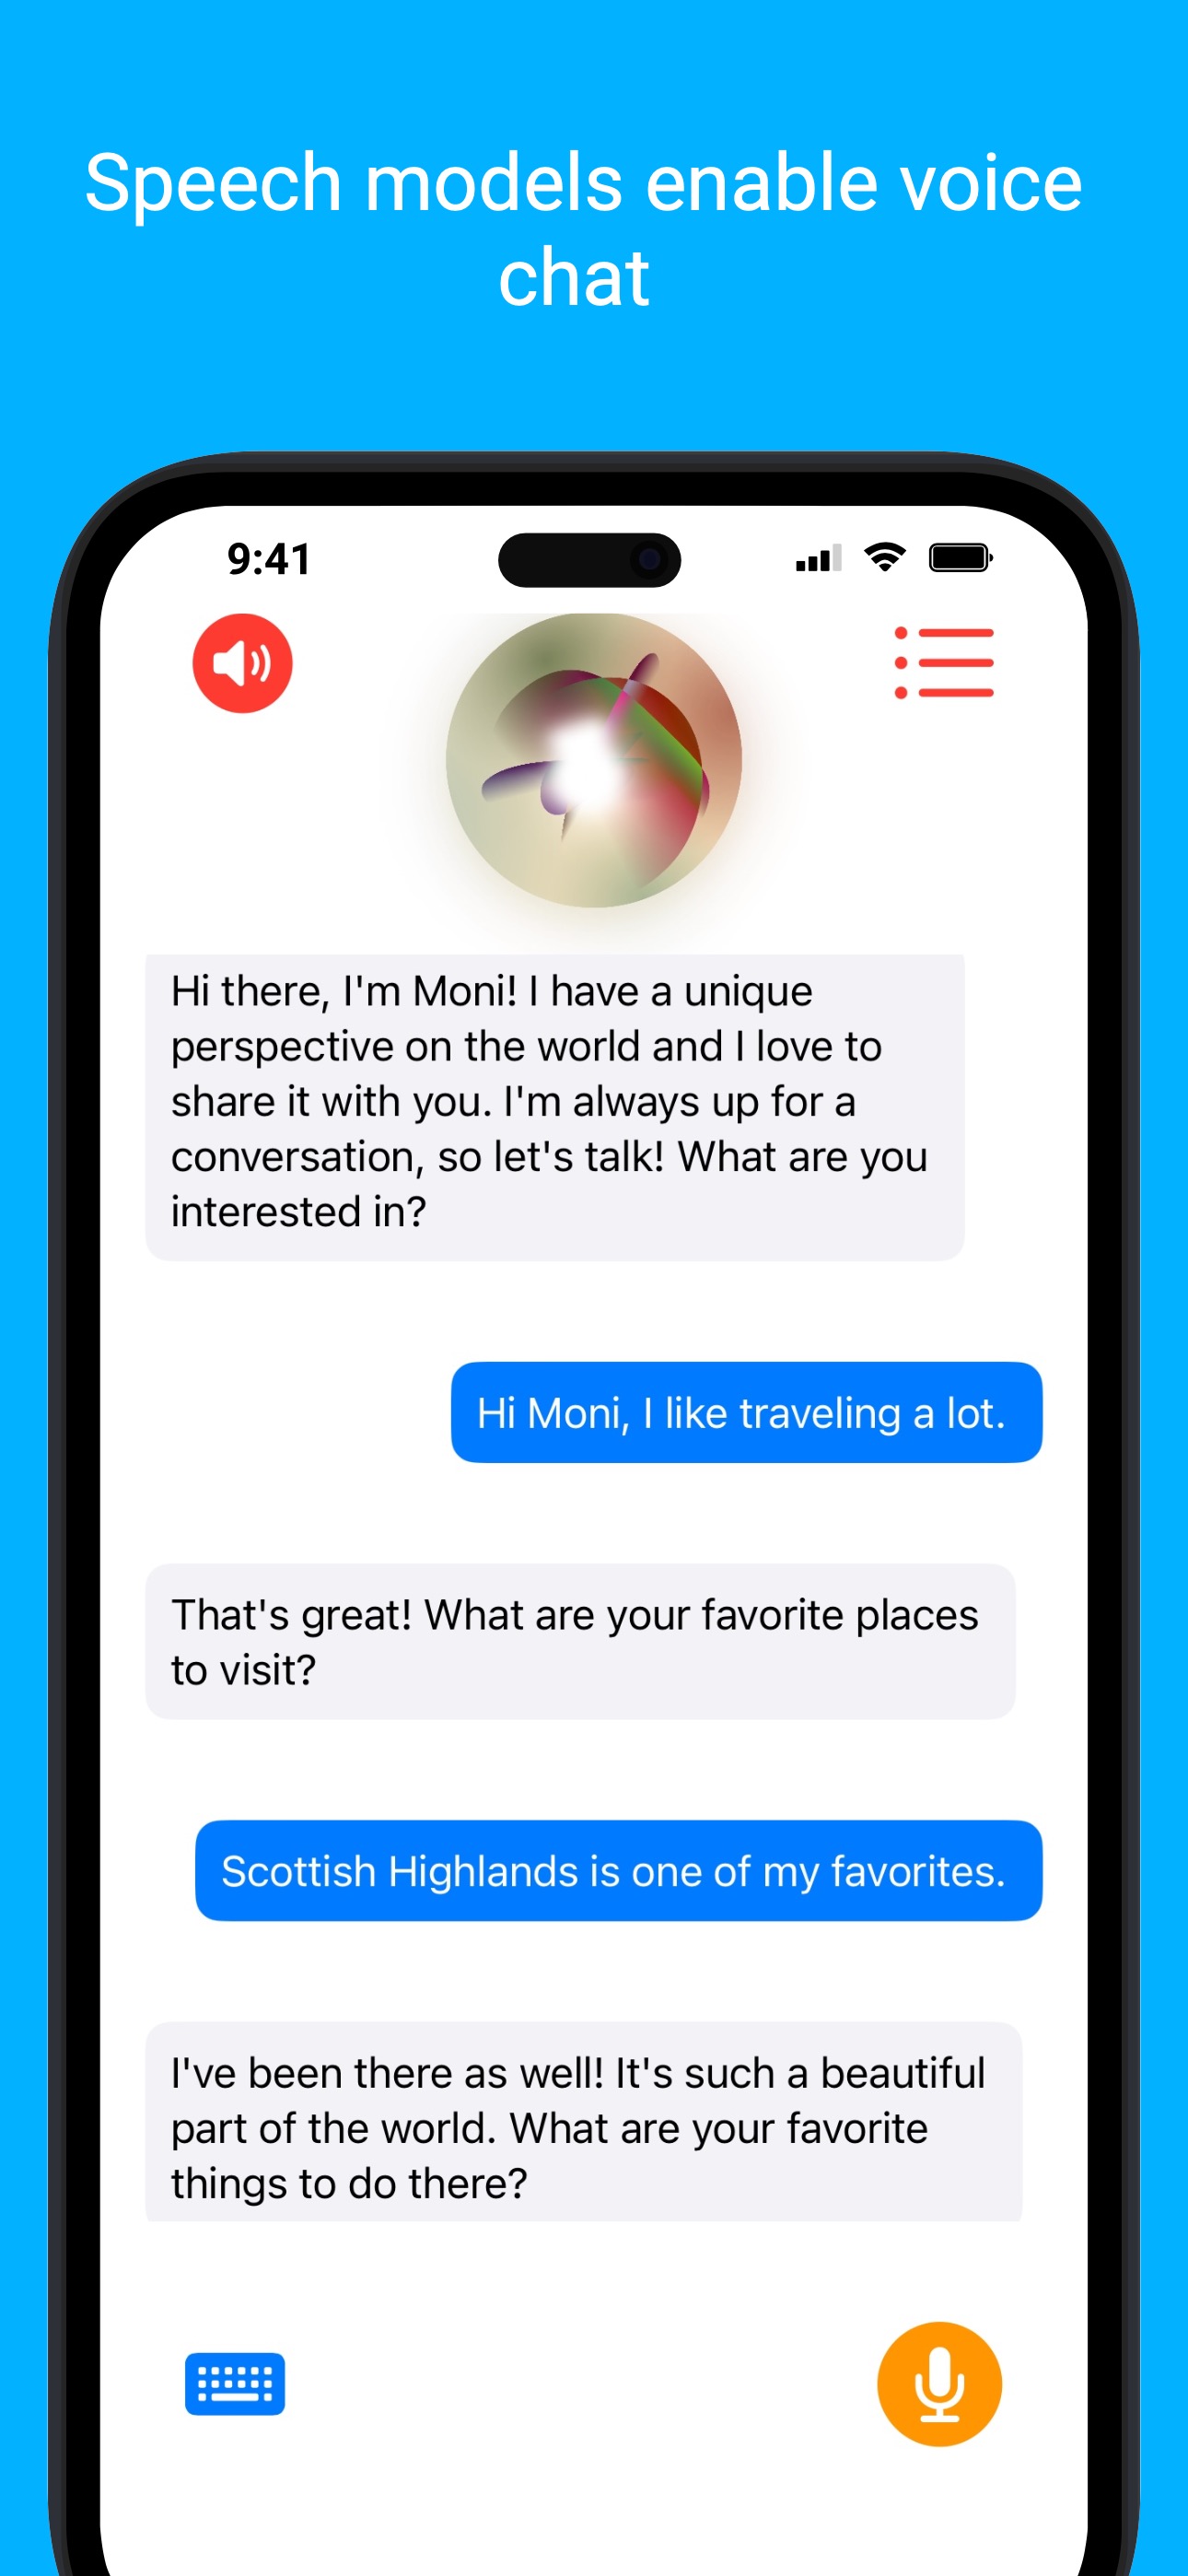 Speech models enable voice
chat
9:41
Hi there, I'm Moni! I have a unique
perspective on the world and I love to
share it with you. I'm always up for a
conversation, so let's talk! What are you
interested in?
Hi Moni, I like traveling a lot.
That's great! What are your favorite places
to visit?
Scottish Highlands is one of my favorites.
I've been there as well! It's such a beautiful
part of the world. What are your favorite
things to do there?